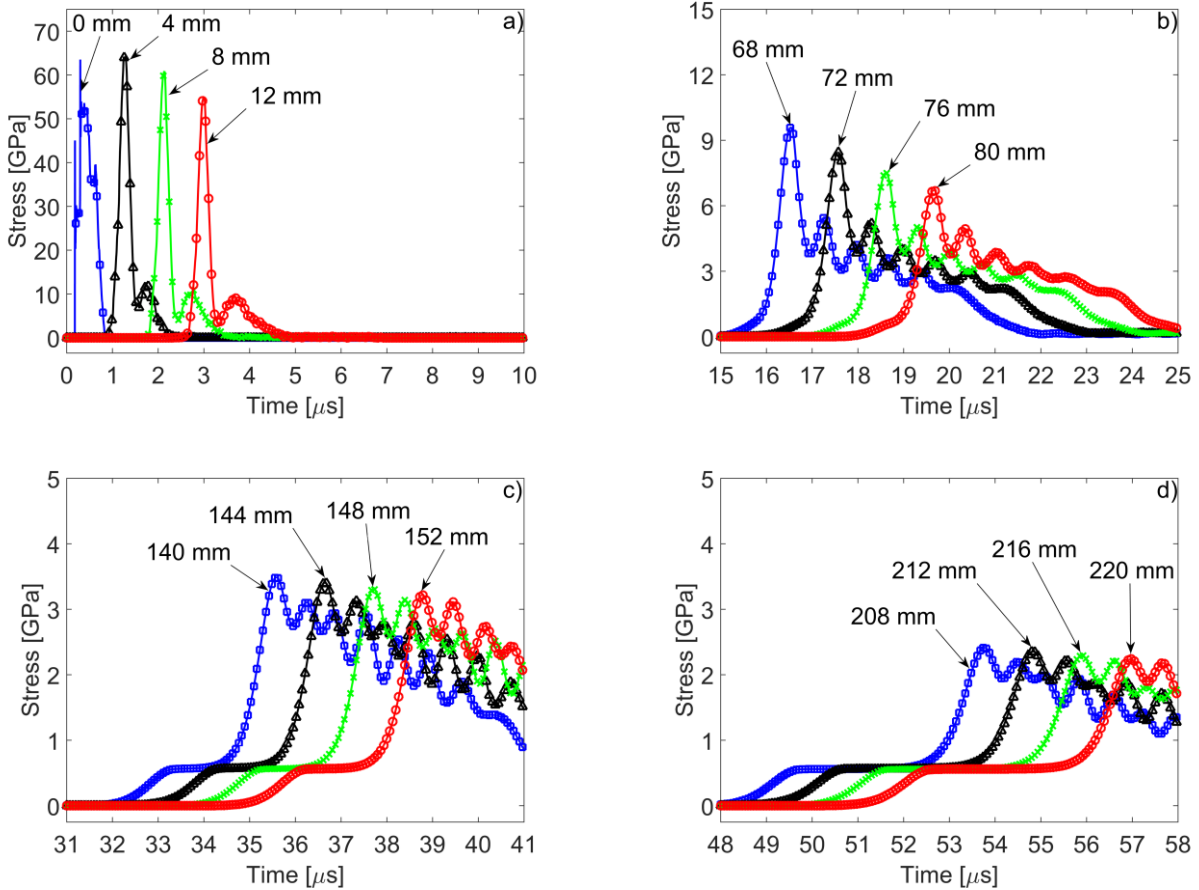 a)
0 mm
4 mm
8 mm
12 mm
Stress [GPa]
70
60
50
40
30
20
10
0
0 1 2 3 4 5 6 7 8 9 10
Time [μs]
b)
68 mm
72 mm
76 mm
80 mm
Stress [GPa]
15
12
9
6
3
0
15 16 17 18 19 20 21 22 23 24 25
Time [μs]
c)
140 mm
144 mm
148 mm
152 mm
Stress [GPa]
5
4
3
2
1
0
31 32 33 34 35 36 37 38 39 40 41
Time [μs]
d)
208 mm
212 mm
216 mm
220 mm
Stress [GPa]
5
4
3
2
1
0
48 49 50 51 52 53 54 55 56 57 58
Time [μs]